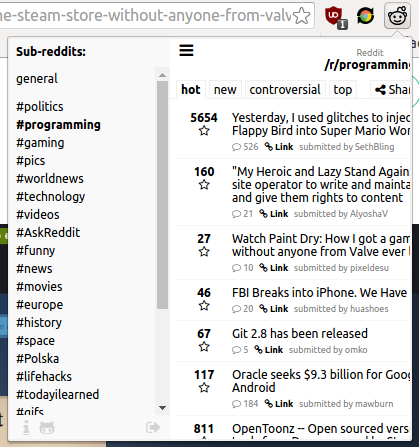 ne-steam-store-without-anyone-from-valv
1
Sub-reddits:
general
#politics
#programming
#gaming
#pics
#worldnews
#technology
#videos
#AskReddit
#funny
#news
#movies
#europe
#history
#space
#Polska
#lifehacks
#todayilearned
#gifs
Reddit
/r/programming
hot new controversial top Shar
5654 Yesterday, I used glitches to injec
Flappy Bird into Super Mario Wor
526 Link submitted by SethBling
160 "My Heroic and Lazy Stand Again
site operator to write and mainta
and give them rights to content
21 Link submitted by AlyoshaV
27 Watch Paint Dry: How I got a gam
without anyone from Valve ever l
10 Link submitted by pixeldesu
46 FBI Breaks into iPhone. We Have
20 Link submitted by huashoes
67 Git 2.8 has been released
5 Link submitted by omko
117 Oracle seeks $9.3 billion for Goog
Android
184 Link submitted by mawburn
811 OpenToonz -- Open sourced vers